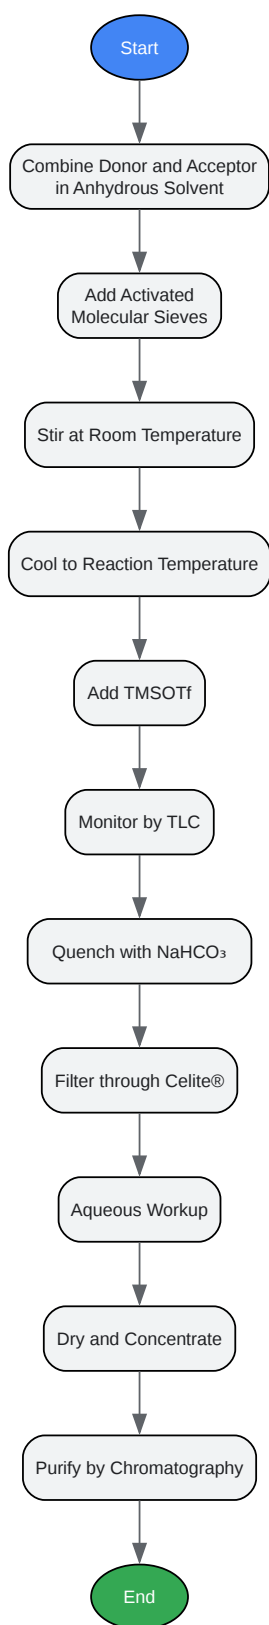 Start
Combine Donor and Acceptor
in Anhydrous Solvent
Add Activated
Molecular Sieves
Stir at Room Temperature
Cool to Reaction Temperature
Add TMSOTf
Monitor by TLC
Quench with NaHCO₃
Filter through Celite®
Aqueous Workup
Dry and Concentrate
Purify by Chromatography
End